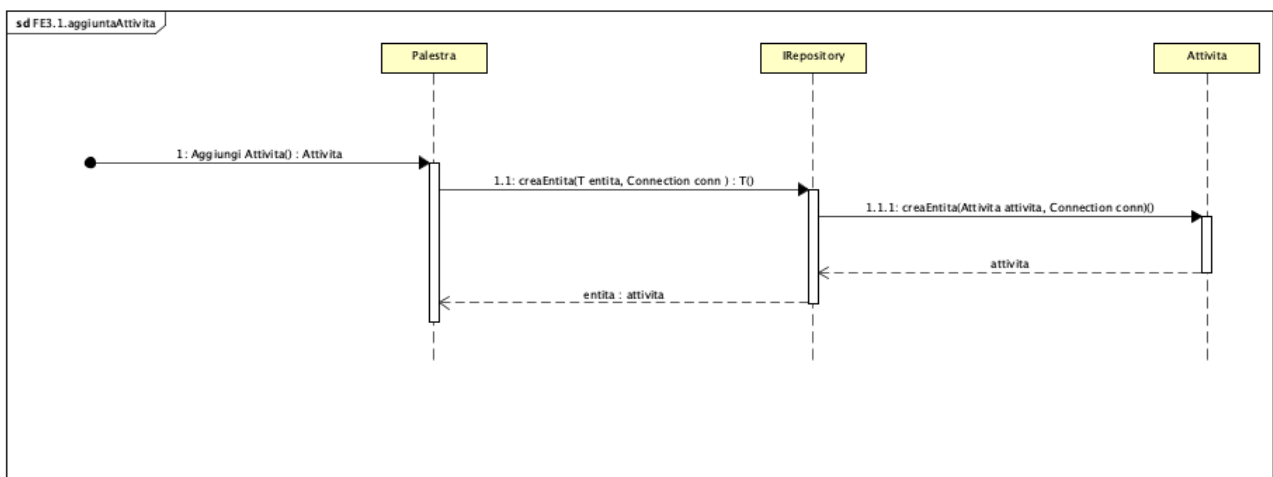 sd FE3.1.aggiuntaAttivita
Palestra
IRepository
Attivita
1: Aggiungi Attivita() : Attivita
1.1: creaEntita(T entita, Connection conn ) : T()
1.1.1: creaEntita(Attivita attivita, Connection conn)()
attivita
entita : attivita